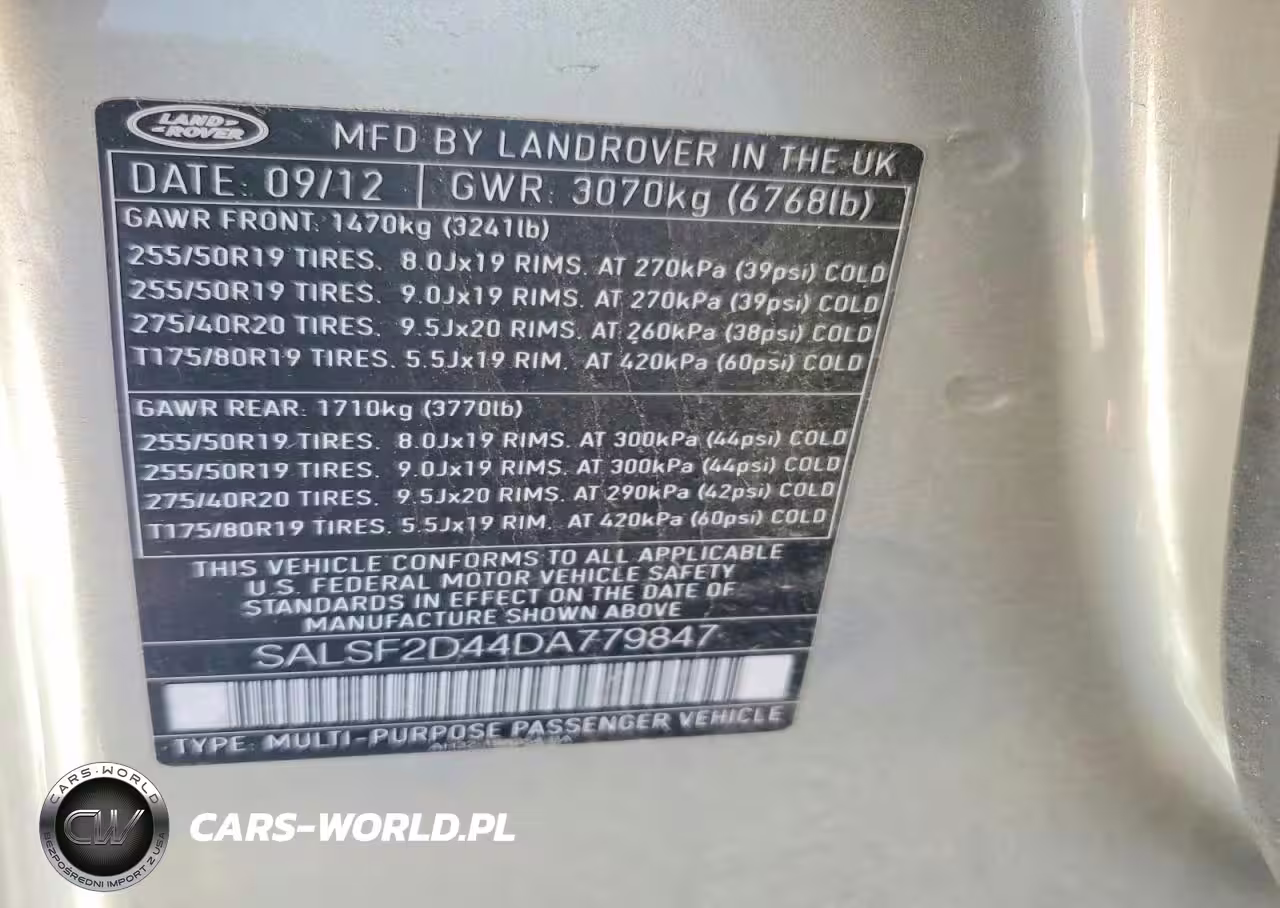 LAND ROVER
MFD BY LANDROVER IN THE UK
DATE: 09/12 | GWR: 3070kg (6768lb)
GAWR FRONT: 1470kg (3241lb)
255/50R19 TIRES. 8.0Jx19 RIMS. AT 270kPa (39psi) COLD
255/50R19 TIRES. 9.0Jx19 RIMS. AT 270kPa (39psi) COLD
275/40R20 TIRES. 9.5Jx20 RIMS. AT 260kPa (38psi) COLD
T175/80R19 TIRES. 5.5Jx19 RIM. AT 420kPa (60psi) COLD
GAWR REAR: 1710kg (3770lb)
255/50R19 TIRES. 8.0Jx19 RIMS. AT 300kPa (44psi) COLD
255/50R19 TIRES. 9.0Jx19 RIMS. AT 300kPa (44psi) COLD
275/40R20 TIRES. 9.5Jx20 RIMS. AT 290kPa (42psi) COLD
T175/80R19 TIRES. 5.5Jx19 RIM. AT 420kPa (60psi) COLD
THIS VEHICLE CONFORMS TO ALL APPLICABLE
U.S. FEDERAL MOTOR VEHICLE SAFETY
STANDARDS IN EFFECT ON THE DATE OF
MANUFACTURE SHOWN ABOVE
SALSF2D44DA779847
TYPE: MULTI-PURPOSE PASSENGER VEHICLE
CARS-WORLD
CW
BEZPOŚREDNI IMPORT Z USA
CARS-WORLD.PL